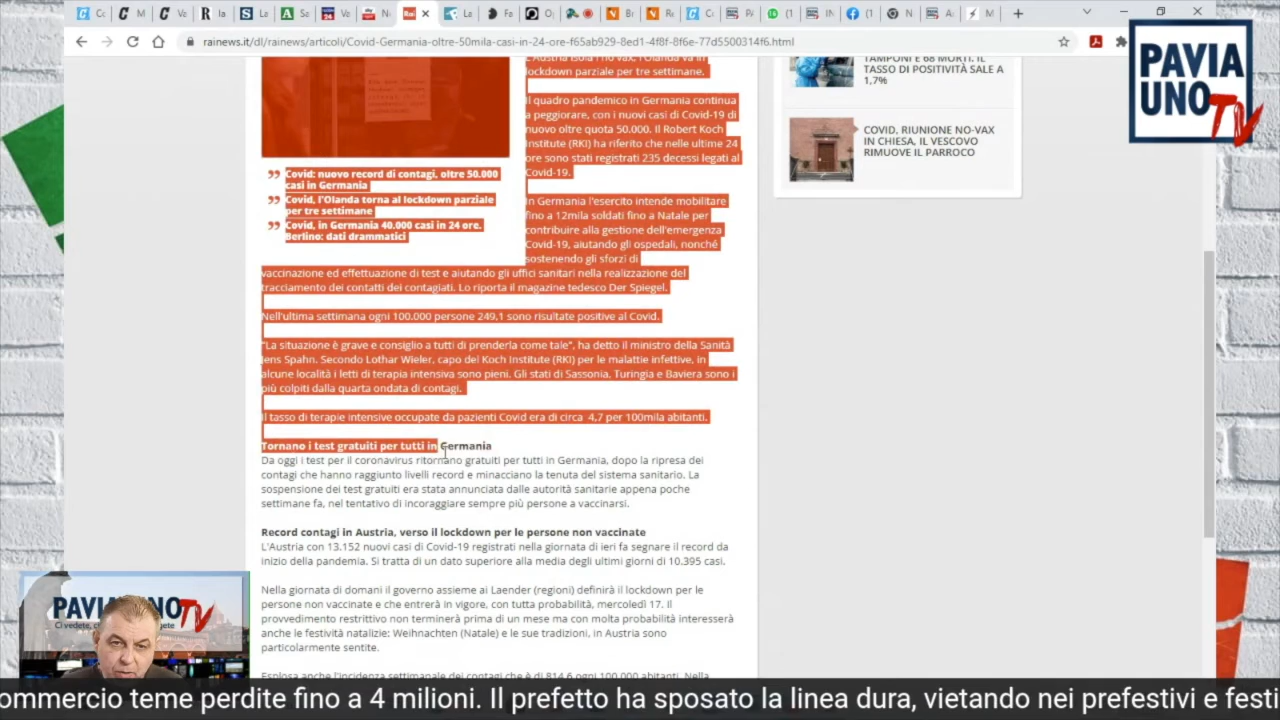 rainews.it/dl/rainews/articoli/Covid-Germania-oltre-50mila-casi-in-24-ore-f65ab929-8ed1-4f8f-8f6e-77d5500314f6.html
PAVIA
UNO TV
L'Austria isola i no vax, l'Olanda va in
lockdown parziale per tre settimane.
Il quadro pandemico in Germania continua
a peggiorare, con i nuovi casi di Covid-19 di
nuovo oltre quota 50.000. Il Robert Koch
Institute (RKI) ha riferito che nelle ultime 24
ore sono stati registrati 235 decessi legati al
Covid-19.
In Germania l'esercito intende mobilitare
fino a 12mila soldati fino a Natale per
contribuire alla gestione dell'emergenza
Covid-19, aiutando gli ospedali, nonché
sostenendo gli sforzi di
vaccinazione ed effettuazione di test e aiutando gli uffici sanitari nella realizzazione del
tracciamento dei contatti dei contagiati. Lo riporta il magazine tedesco Der Spiegel.
Covid: nuovo record di contagi, oltre 50.000
casi in Germania
Covid, l'Olanda torna al lockdown parziale
per tre settimane
Covid, in Germania 40.000 casi in 24 ore.
Berlino: dati drammatici
Nell'ultima settimana ogni 100.000 persone 249,1 sono risultate positive al Covid.
"La situazione è grave e consiglio a tutti di prenderla come tale", ha detto il ministro della Sanità
Jens Spahn. Secondo Lothar Wieler, capo del Koch Institute (RKI) per le malattie infettive, in
alcune località i letti di terapia intensiva sono pieni. Gli stati di Sassonia, Turingia e Baviera sono i
più colpiti dalla quarta ondata di contagi.
Il tasso di terapie intensive occupate da pazienti Covid era di circa 4,7 per 100mila abitanti.
Tornano i test gratuiti per tutti in Germania
Da oggi i test per il coronavirus ritornano gratuiti per tutti in Germania, dopo la ripresa dei
contagi che hanno raggiunto livelli record e minacciano la tenuta del sistema sanitario. La
sospensione dei test gratuiti era stata annunciata dalle autorità sanitarie appena poche
settimane fa, nel tentativo di incoraggiare sempre più persone a vaccinarsi.
Record contagi in Austria, verso il lockdown per le persone non vaccinate
L'Austria con 13.152 nuovi casi di Covid-19 registrati nella giornata di ieri fa segnare il record da
inizio della pandemia. Si tratta di un dato superiore alla media degli ultimi giorni di 10.395 casi.
Nella giornata di domani il governo assieme ai Laender (regioni) definirà il lockdown per le
persone non vaccinate e che entrerà in vigore, con tutta probabilità, mercoledì 17. Il
provvedimento restrittivo non terminerà prima di un mese ma con molta probabilità interesserà
anche le festività natalizie: Weihnachten (Natale) e le sue tradizioni, in Austria sono
particolarmente sentite.
Esplosa anche l'incidenza settimanale dei contagi che è di 814,6 ogni 100.000 abitanti. Nella
TAMPONI E 68 MORTI. IL
TASSO DI POSITIVITÀ SALE A
1,7%
COVID, RIUNIONE NO-VAX
IN CHIESA, IL VESCOVO
RIMUOVE IL PARROCO
ommercio teme perdite fino a 4 milioni. Il prefetto ha sposato la linea dura, vietando nei prefestivi e festi